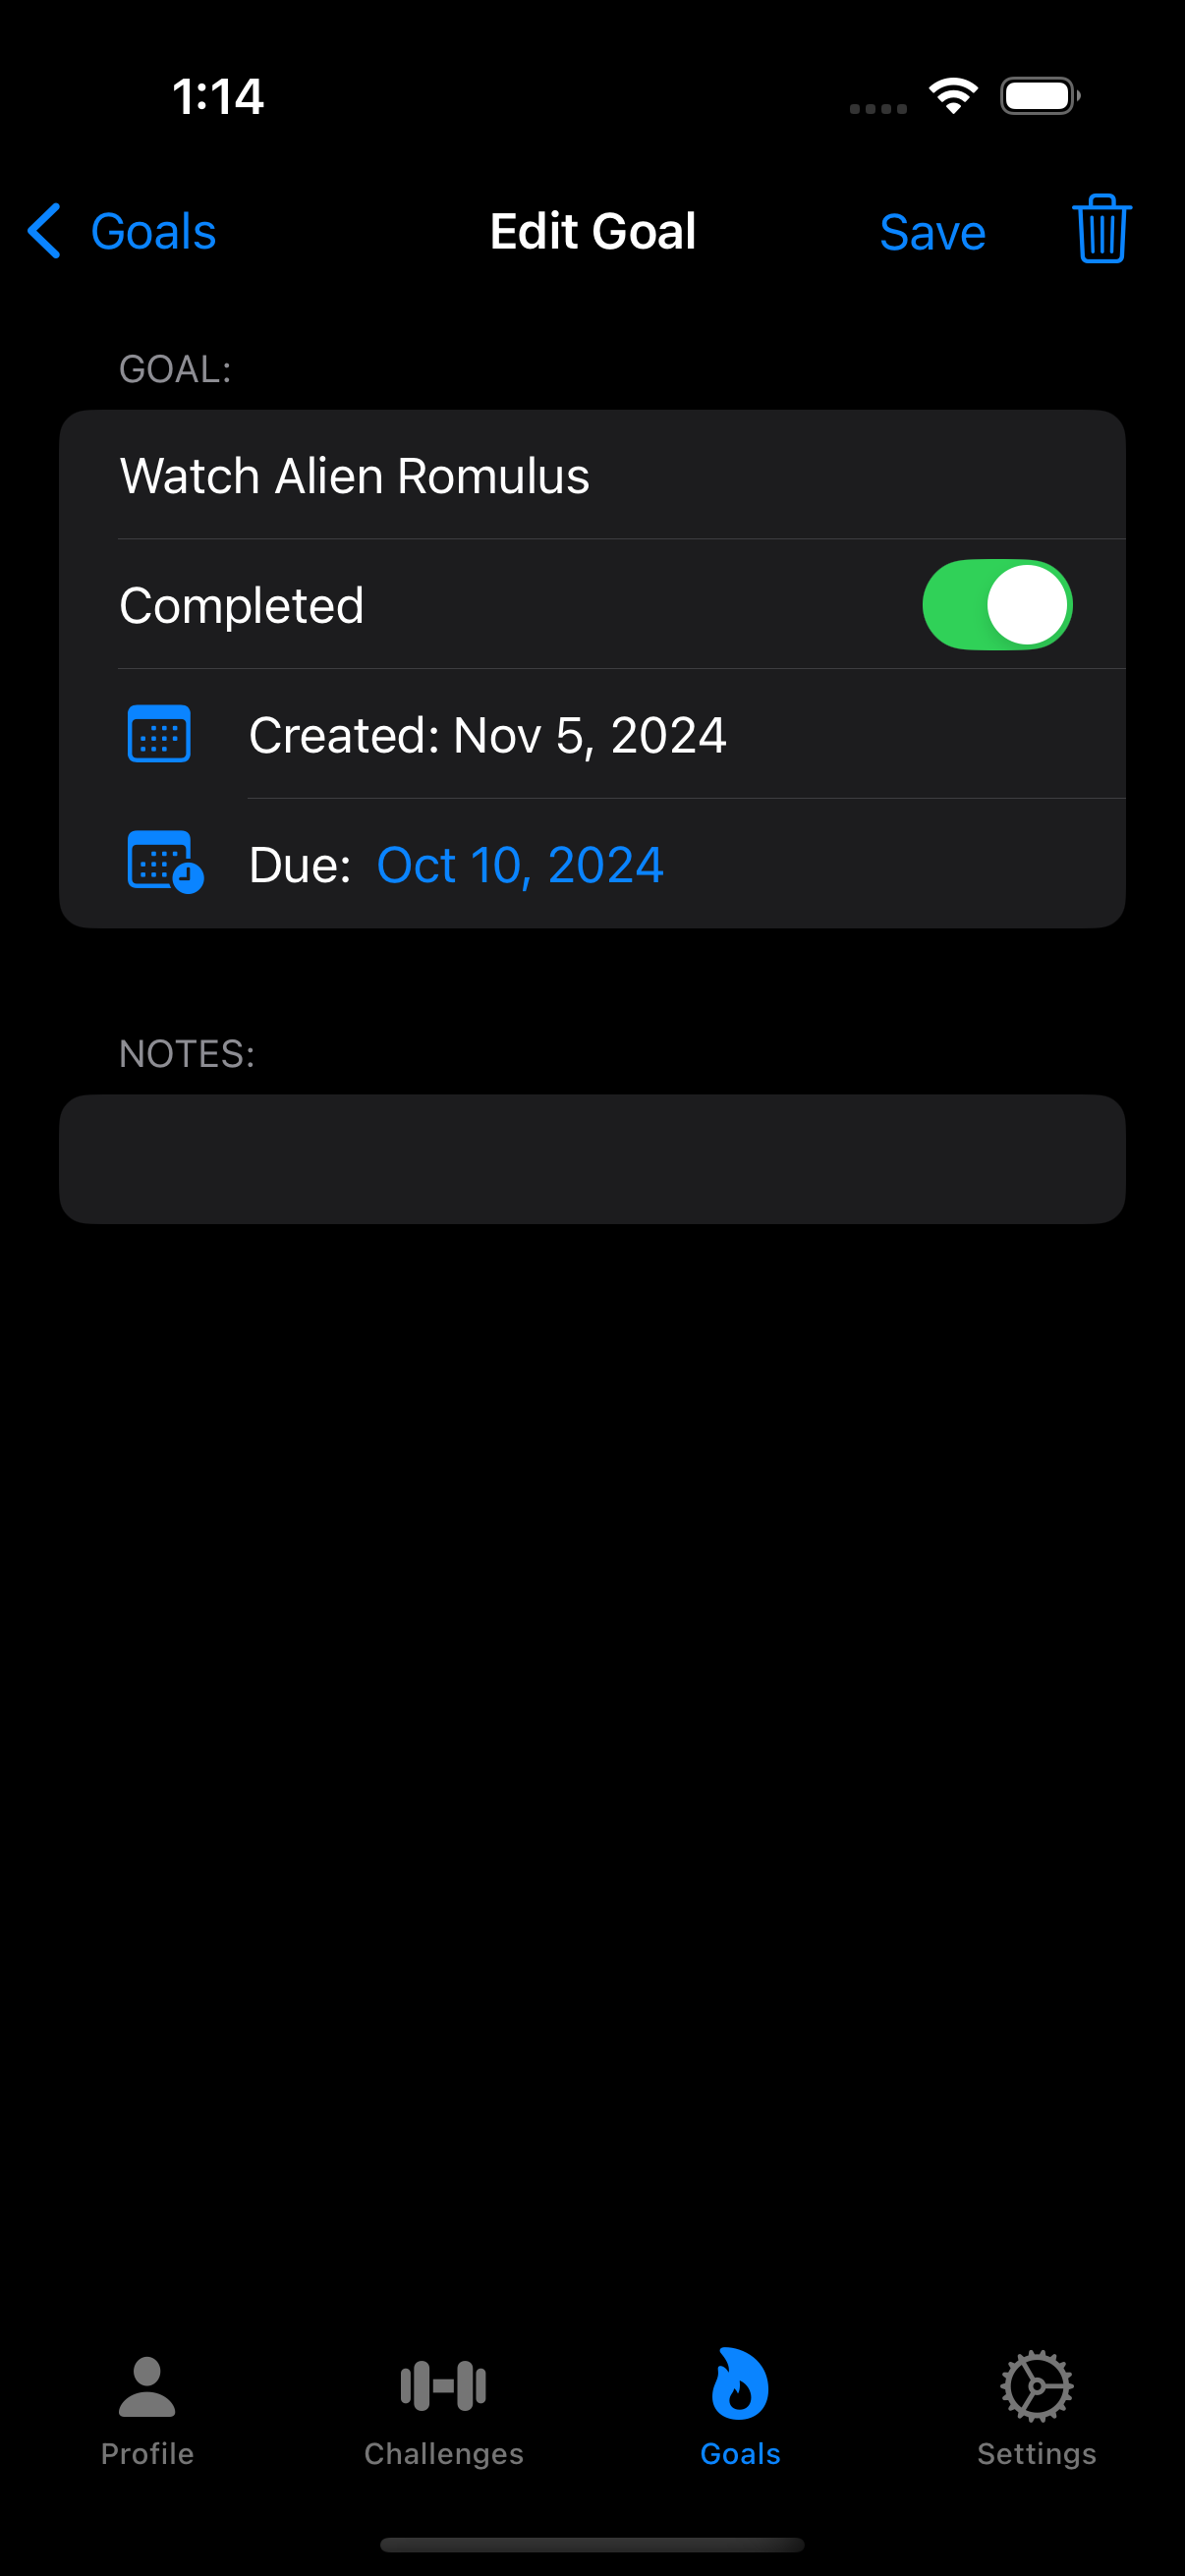 1:14
Goals
Edit Goal
Save
GOAL:
Watch Alien Romulus
Completed
Created: Nov 5, 2024
Due: Oct 10, 2024
NOTES:
Profile
Challenges
Goals
Settings